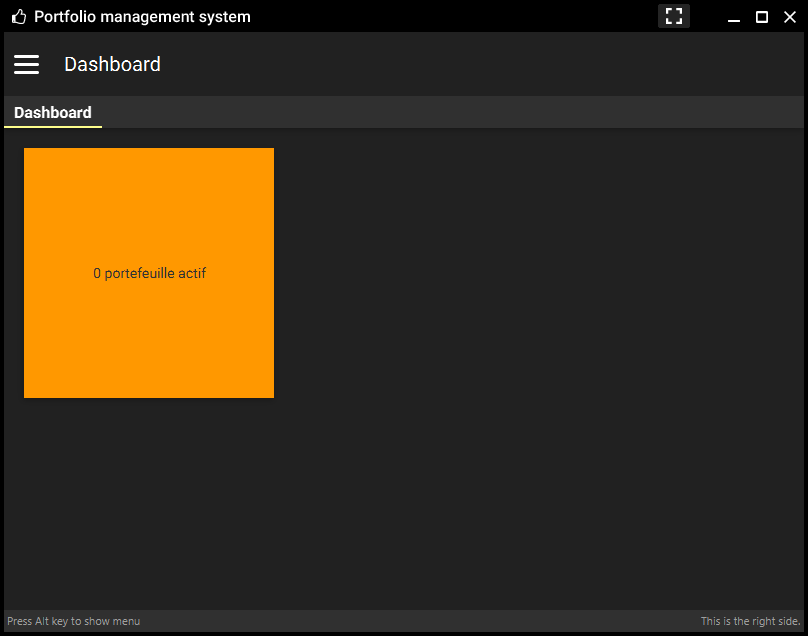 Portfolio management system
Dashboard
Dashboard
0 portefeuille actif
Press Alt key to show menu
This is the right side.